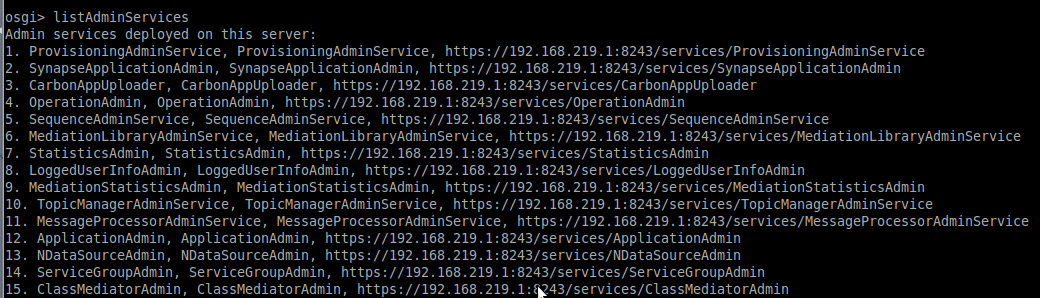 osgi> listAdminServices
Admin services deployed on this server:
1. ProvisioningAdminService, ProvisioningAdminService, https://192.168.219.1:8243/services/ProvisioningAdminService
2. SynapseApplicationAdmin, SynapseApplicationAdmin, https://192.168.219.1:8243/services/SynapseApplicationAdmin
3. CarbonAppUploader, CarbonAppUploader, https://192.168.219.1:8243/services/CarbonAppUploader
4. OperationAdmin, OperationAdmin, https://192.168.219.1:8243/services/OperationAdmin
5. SequenceAdminService, SequenceAdminService, https://192.168.219.1:8243/services/SequenceAdminService
6. MediationLibraryAdminService, MediationLibraryAdminService, https://192.168.219.1:8243/services/MediationLibraryAdminService
7. StatisticsAdmin, StatisticsAdmin, https://192.168.219.1:8243/services/StatisticsAdmin
8. LoggedUserInfoAdmin, LoggedUserInfoAdmin, https://192.168.219.1:8243/services/LoggedUserInfoAdmin
9. MediationStatisticsAdmin, MediationStatisticsAdmin, https://192.168.219.1:8243/services/MediationStatisticsAdmin
10. TopicManagerAdminService, TopicManagerAdminService, https://192.168.219.1:8243/services/TopicManagerAdminService
11. MessageProcessorAdminService, MessageProcessorAdminService, https://192.168.219.1:8243/services/MessageProcessorAdminService
12. ApplicationAdmin, ApplicationAdmin, https://192.168.219.1:8243/services/ApplicationAdmin
13. NDataSourceAdmin, NDataSourceAdmin, https://192.168.219.1:8243/services/NDataSourceAdmin
14. ServiceGroupAdmin, ServiceGroupAdmin, https://192.168.219.1:8243/services/ServiceGroupAdmin
15. ClassMediatorAdmin, ClassMediatorAdmin, https://192.168.219.1:8243/services/ClassMediatorAdmin